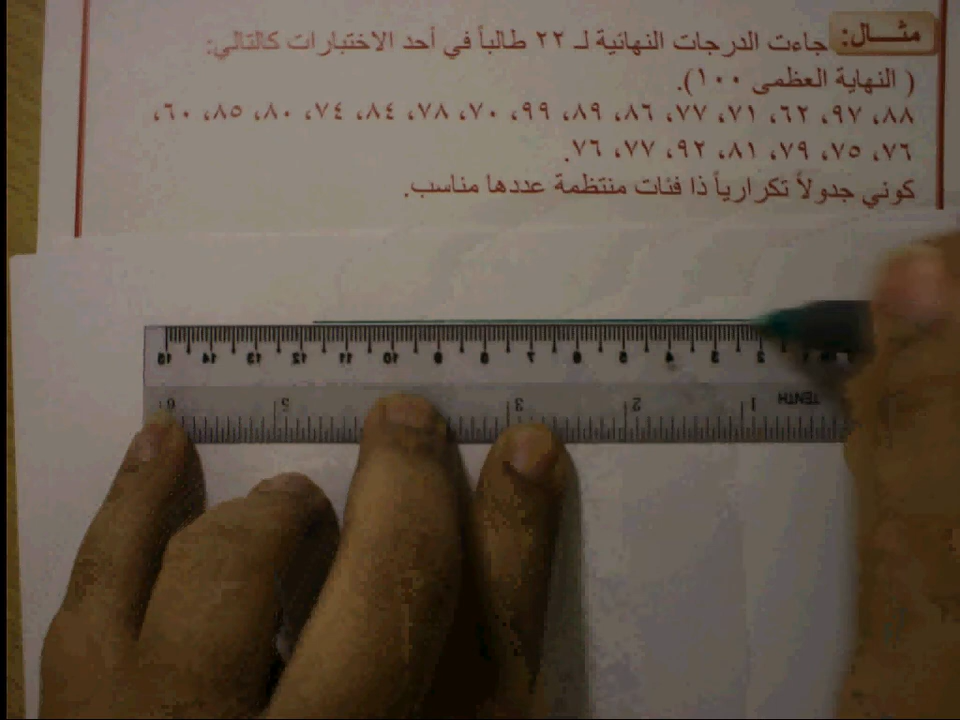 مثـــال: جاءت الدرجات النهائية لـ ٢٢ طالباً في أحد الاختبارات كالتالي:
( النهاية العظمى ١٠٠).
٨٨، ٩٧، ٦٢، ٧١، ٧٧، ٨٦، ٨٩، ٩٩، ٧٠، ٧٨، ٨٤، ٧٤، ٨٠، ٨٥، ٦٠،
٧٦، ٧٥، ٧٩، ٨١، ٩٢، ٧٧، ٧٦.
كوني جدولاً تكرارياً ذا فئات منتظمة عددها مناسب.
15 14 13 12 11 10 9 8 7 6 5 4 3 2 1
6 5 3 2 1 TENTH